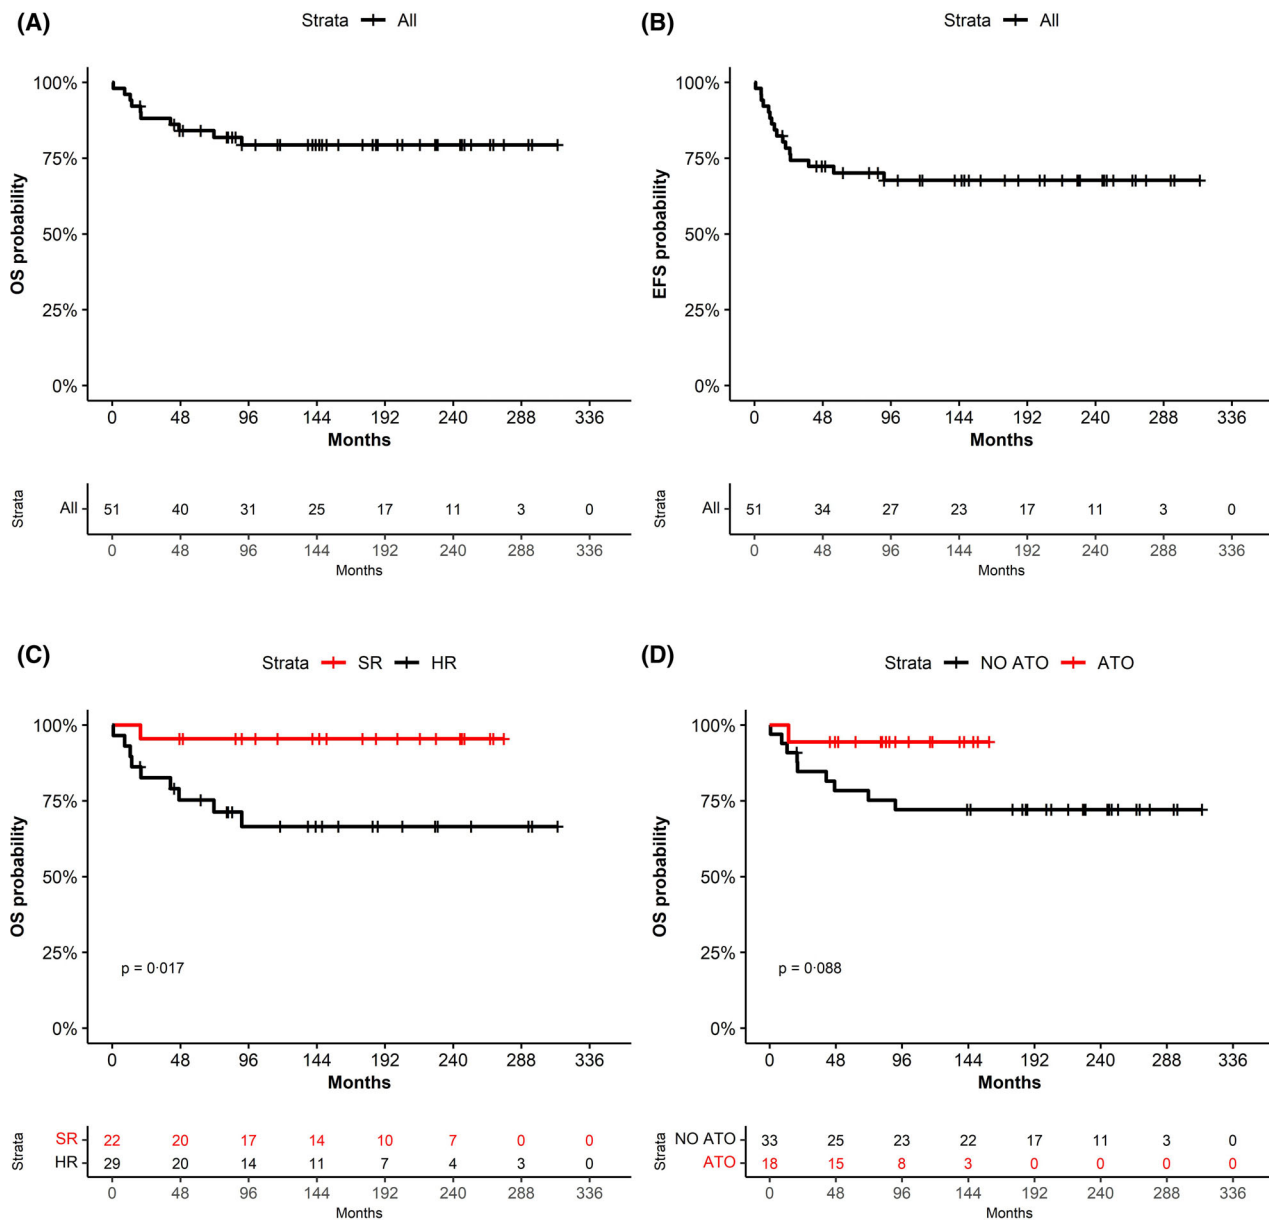 (A)
Strata All
100%
75%
50%
25%
0%
OS probability
0 48 96 144 192 240 288 336
Months
Strata
All 51 40 31 25 17 11 3 0
0 48 96 144 192 240 288 336
Months
(B)
Strata All
100%
75%
50%
25%
0%
EFS probability
0 48 96 144 192 240 288 336
Months
Strata
All 51 34 27 23 17 11 3 0
0 48 96 144 192 240 288 336
Months
(C)
Strata SR HR
100%
75%
50%
25%
0%
OS probability
p = 0·017
0 48 96 144 192 240 288 336
Months
Strata
SR 22 20 17 14 10 7 0 0
HR 29 20 14 11 7 4 3 0
0 48 96 144 192 240 288 336
Months
(D)
Strata NO ATO ATO
100%
75%
50%
25%
0%
OS probability
p = 0·088
0 48 96 144 192 240 288 336
Months
Strata
NO ATO 33 25 23 22 17 11 3 0
ATO 18 15 8 3 0 0 0 0
0 48 96 144 192 240 288 336
Months